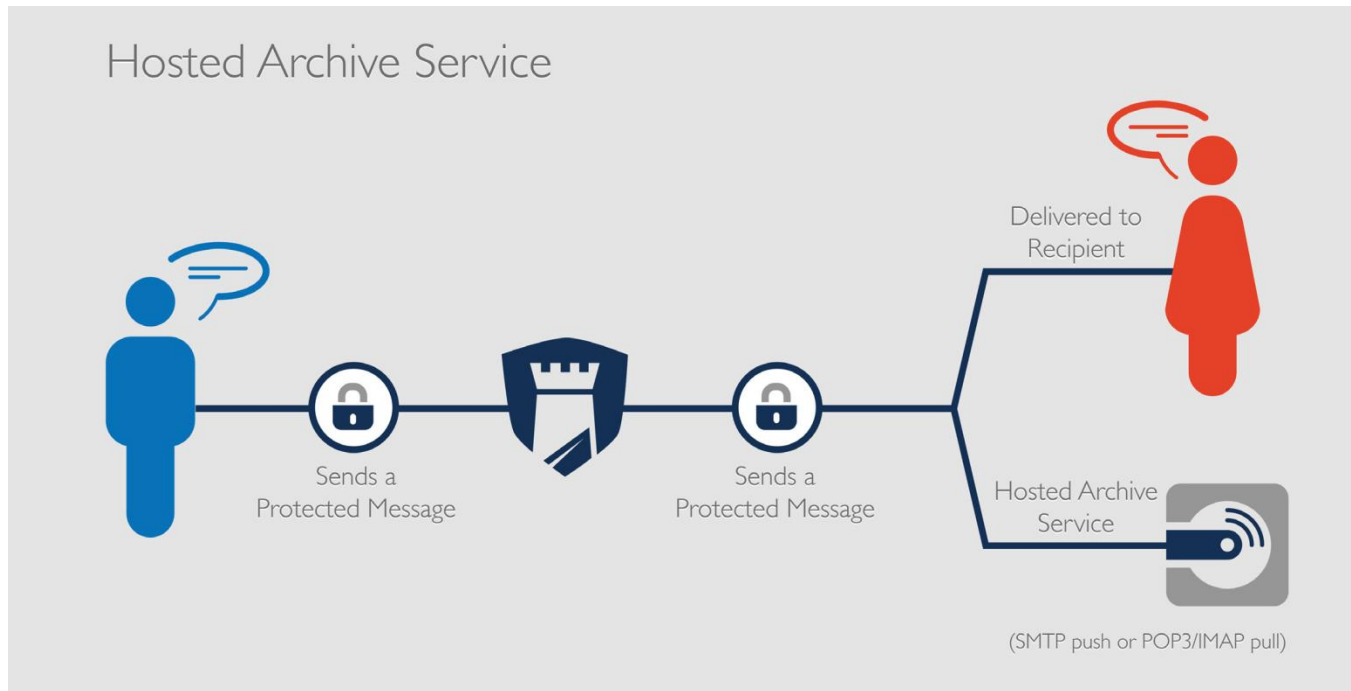 Hosted Archive Service
Delivered to
Recipient
Sends a
Protected Message
Sends a
Protected Message
Hosted Archive
Service
(SMTP push or POP3/IMAP pull)